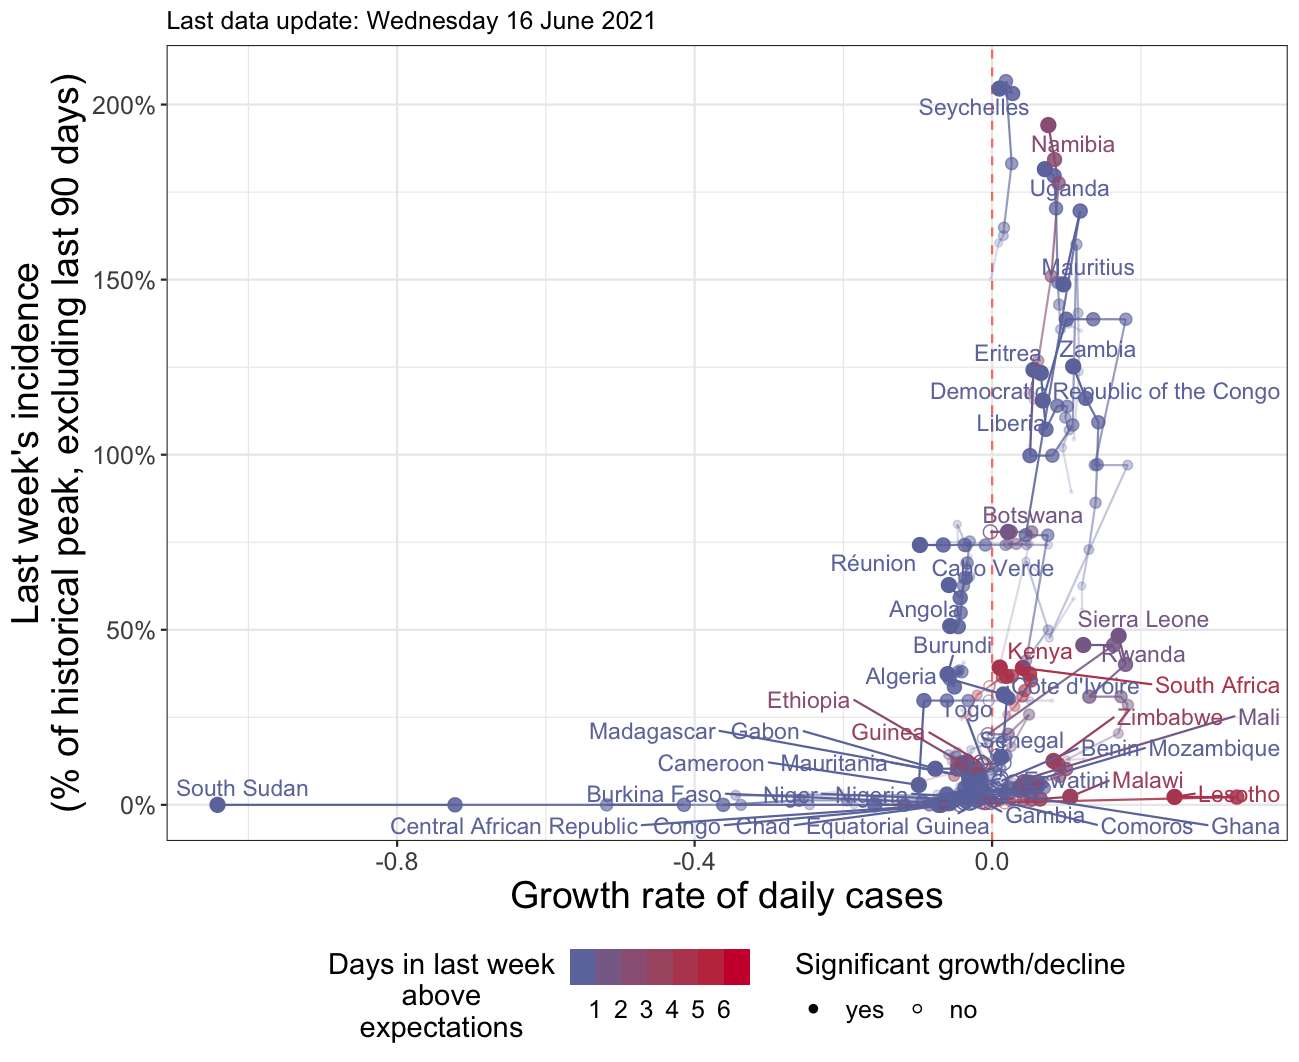 Last data update: Wednesday 16 June 2021
Last week's incidence
(% of historical peak, excluding last 90 days)
200%
150%
100%
50%
0%
Seychelles
Namibia
Uganda
Mauritius
Eritrea
Zambia
Democratic Republic of the Congo
Liberia
Botswana
Réunion
Cabo Verde
Angola
Sierra Leone
Burundi
Kenya
Rwanda
Algeria
Côte d'Ivoire
South Africa
Ethiopia
Togo
Zimbabwe
Mali
Madagascar
Gabon
Guinea
Senegal
Benin
Mozambique
Cameroon
Mauritania
South Sudan
Burkina Faso
Niger
Nigeria
Eswatini
Malawi
Lesotho
Gambia
Central African Republic
Congo
Chad
Equatorial Guinea
Comoros
Ghana
-0.8
-0.4
0.0
Growth rate of daily cases
Days in last week
above
expectations
1 2 3 4 5 6
Significant growth/decline
yes
no